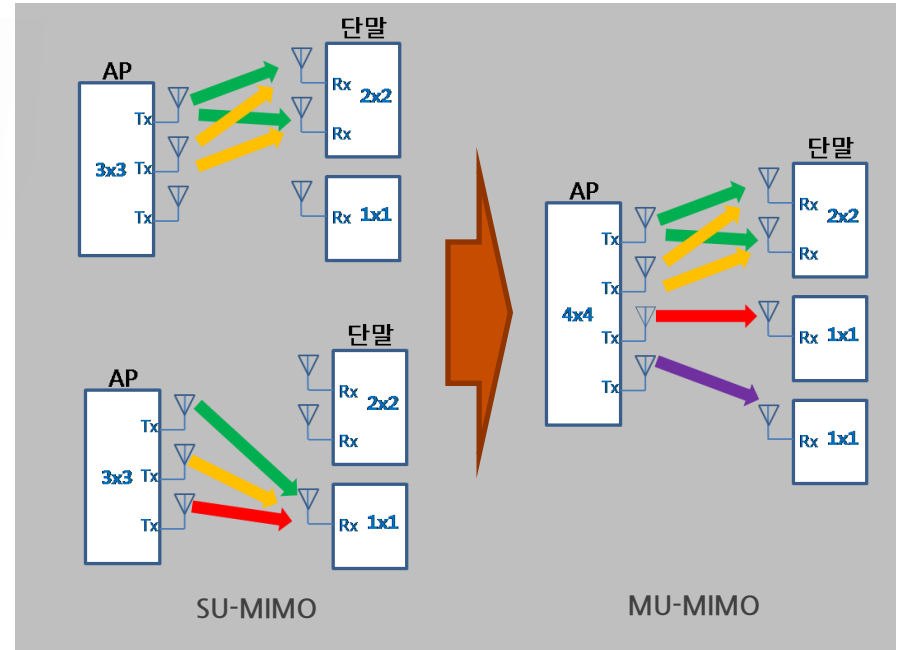 단말
AP
Rx
2x2
Tx
Rx
3x3
Tx
Tx
Rx
1x1
단말
AP
Rx
2x2
Tx
Rx
3x3
Tx
Tx
Rx
1x1
SU-MIMO
단말
AP
Rx
2x2
Tx
Rx
Tx
4x4
Tx
Rx
1x1
Tx
Rx
1x1
MU-MIMO